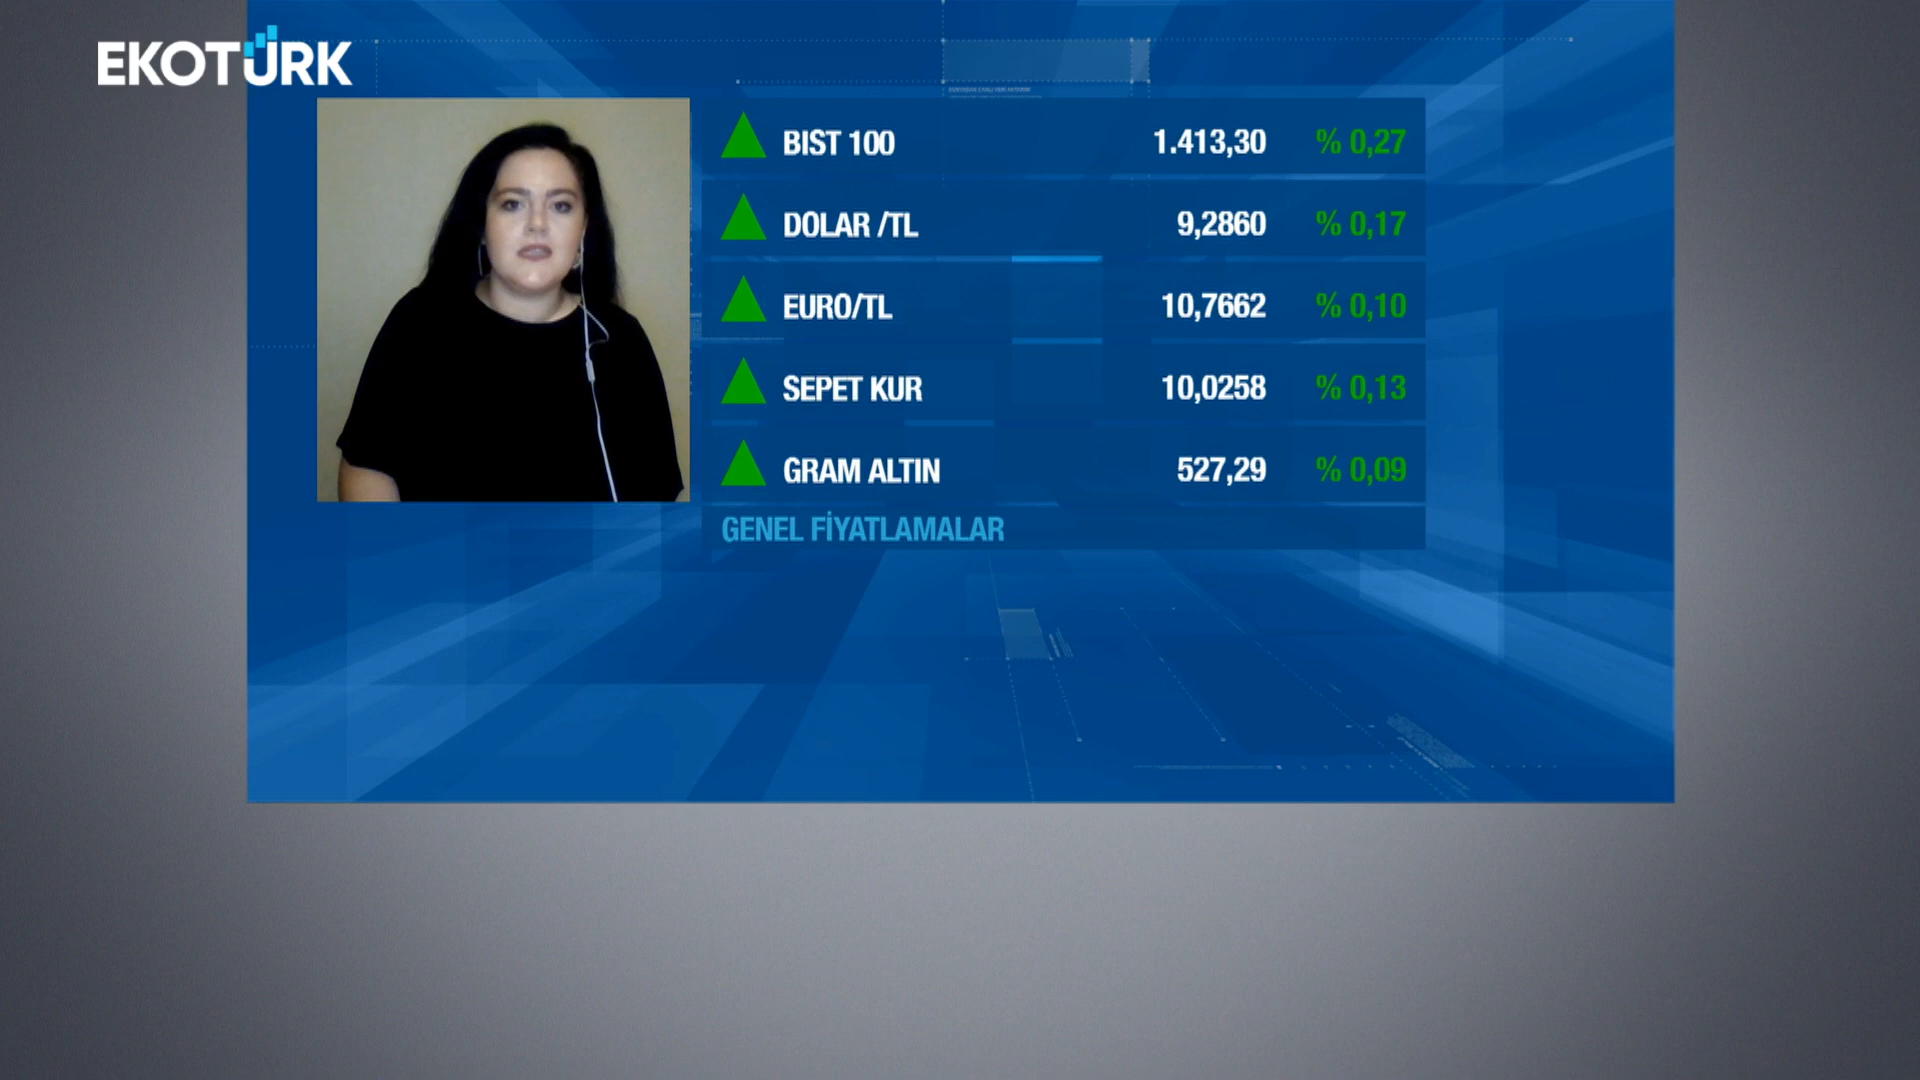 EKOTÜRK
BIST 100 1.413,30 % 0,27
DOLAR /TL 9,2860 % 0,17
EURO/TL 10,7662 % 0,10
SEPET KUR 10,0258 % 0,13
GRAM ALTIN 527,29 % 0,09
GENEL FİYATLAMALAR